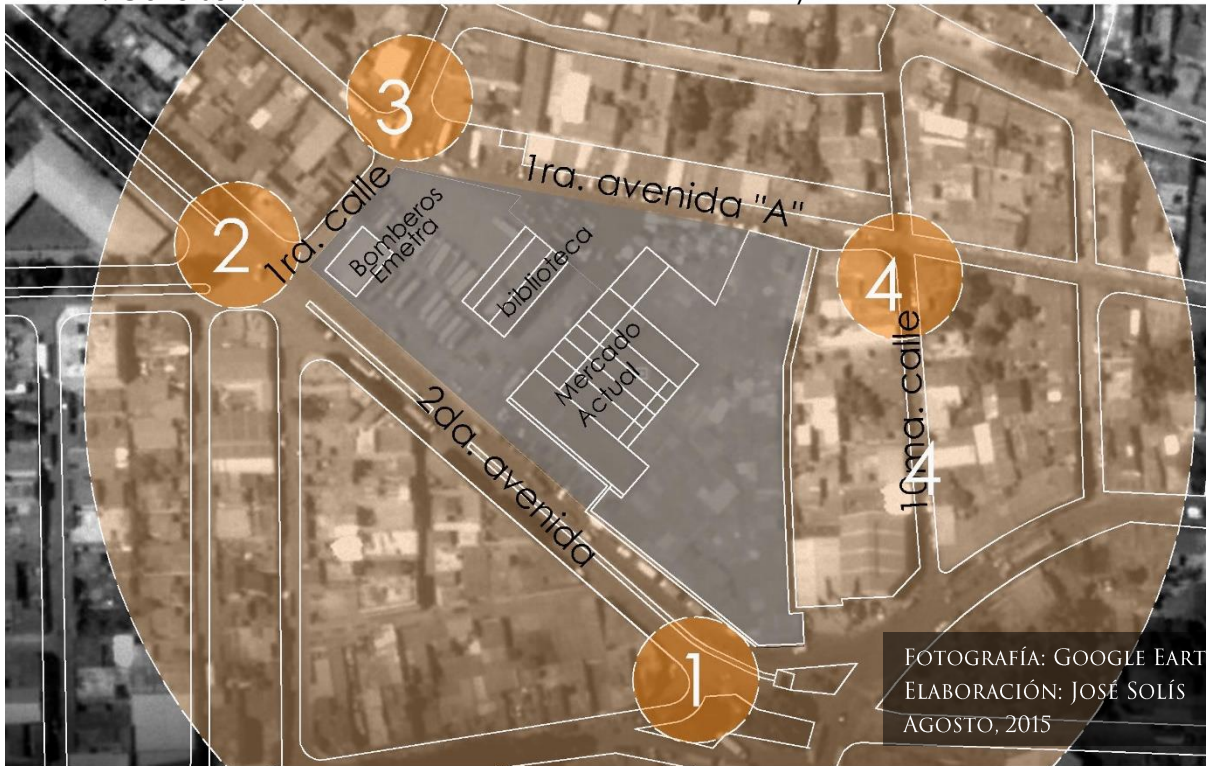 3
1ra. avenida "A"
2
1ra. calle
Bomberos
Emetra
biblioteca
4
Mercado
Actual
2da. avenida
10ma. calle
4
1
FOTOGRAFÍA: GOOGLE EART
ELABORACIÓN: JOSÉ SOLÍS
AGOSTO, 2015